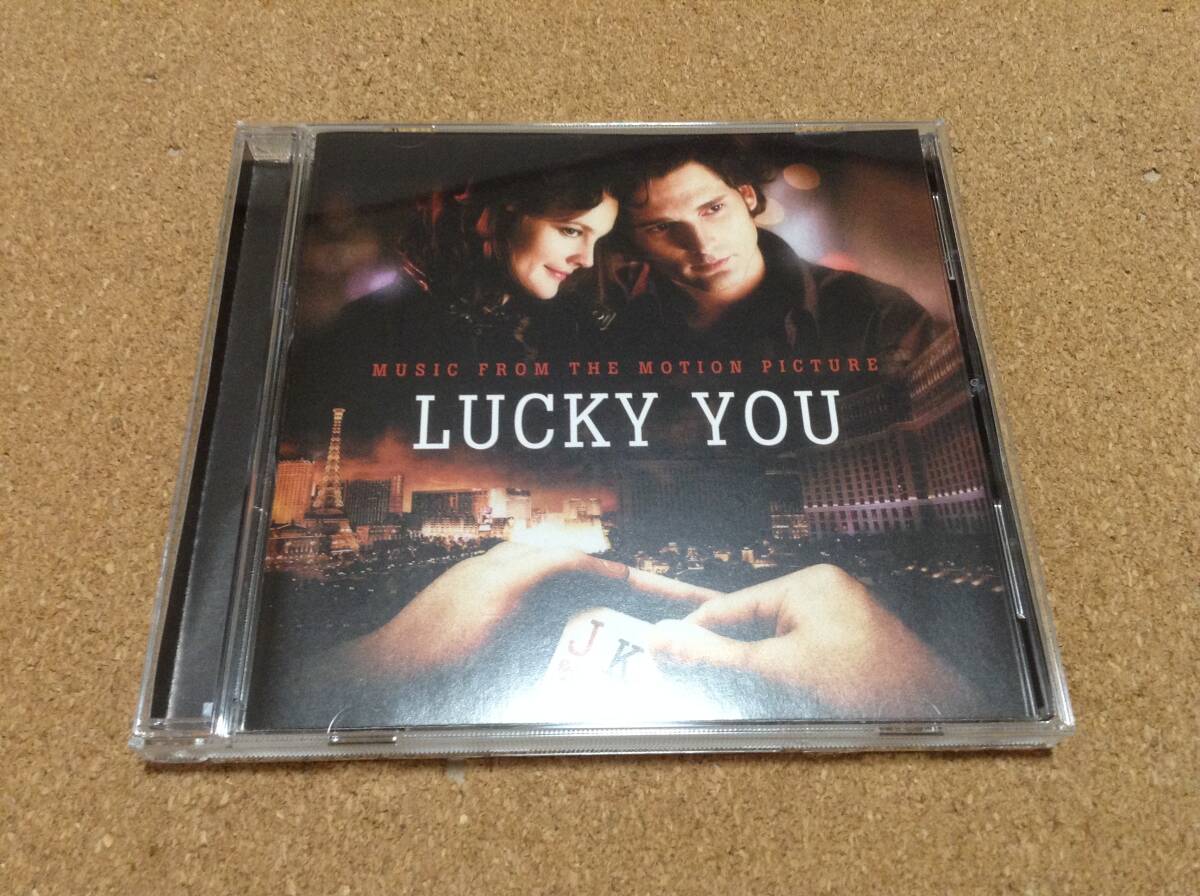 MUSIC FROM THE MOTION PICTURE
LUCKY YOU
J K